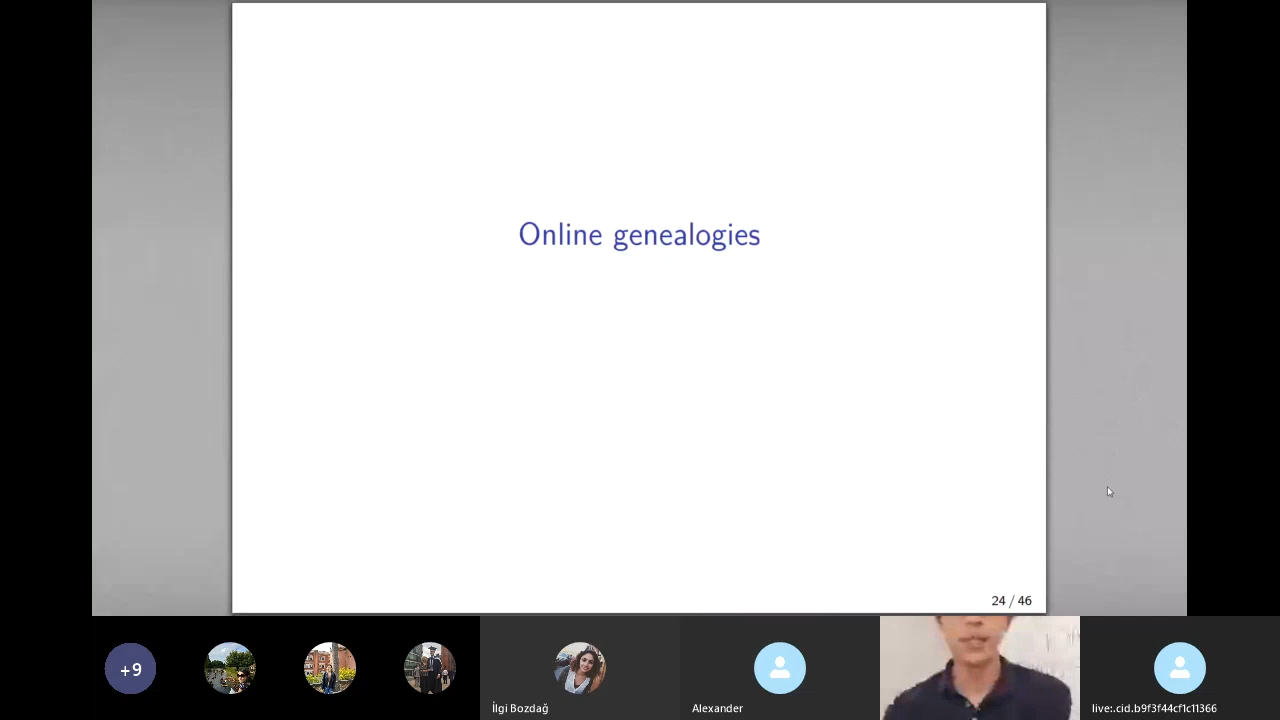 Online genealogies
24 / 46
+9
İlgi Bozdağ
Alexander
live:.cid.b9f3f44cf1c11366